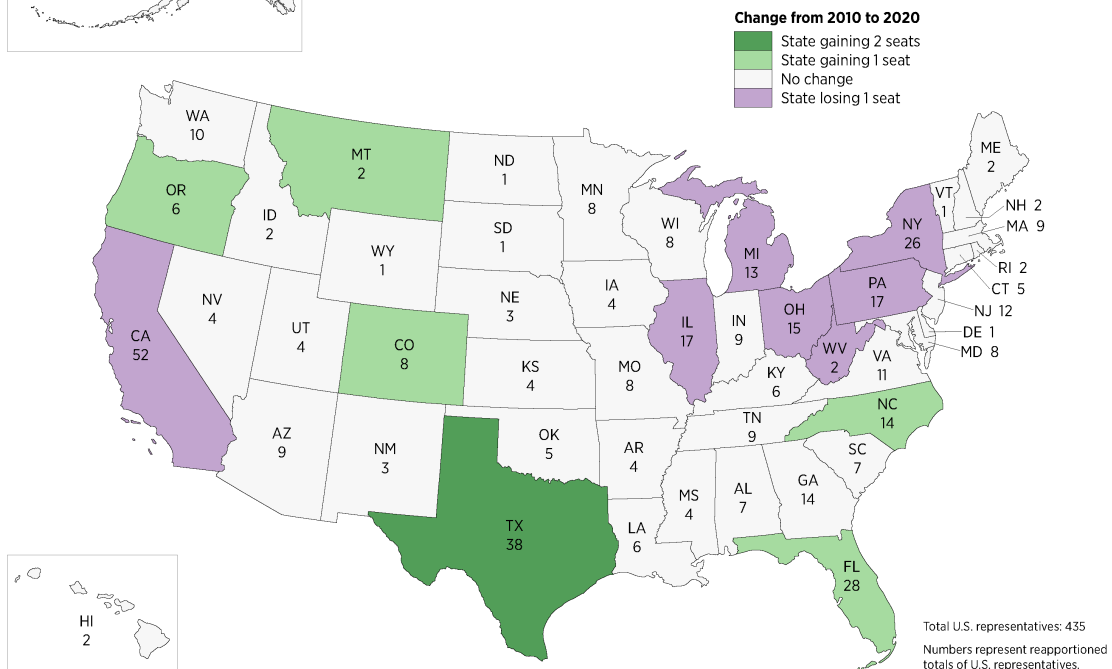 Change from 2010 to 2020
State gaining 2 seats
State gaining 1 seat
No change
State losing 1 seat
WA
10
OR
6
CA
52
ID
2
NV
4
MT
2
WY
1
UT
4
CO
8
AZ
9
NM
3
ND
1
SD
1
NE
3
KS
4
OK
5
TX
38
MN
8
IA
4
MO
8
AR
4
LA
6
WI
8
IL
17
MI
13
IN
9
OH
15
KY
6
TN
9
MS
4
AL
7
GA
14
FL
28
SC
7
NC
14
VA
11
WV
2
PA
17
NY
26
VT
1
ME
2
NH 2
MA 9
RI 2
CT 5
NJ 12
DE 1
MD 8
HI
2
Total U.S. representatives: 435
Numbers represent reapportioned
totals of U.S. representatives.